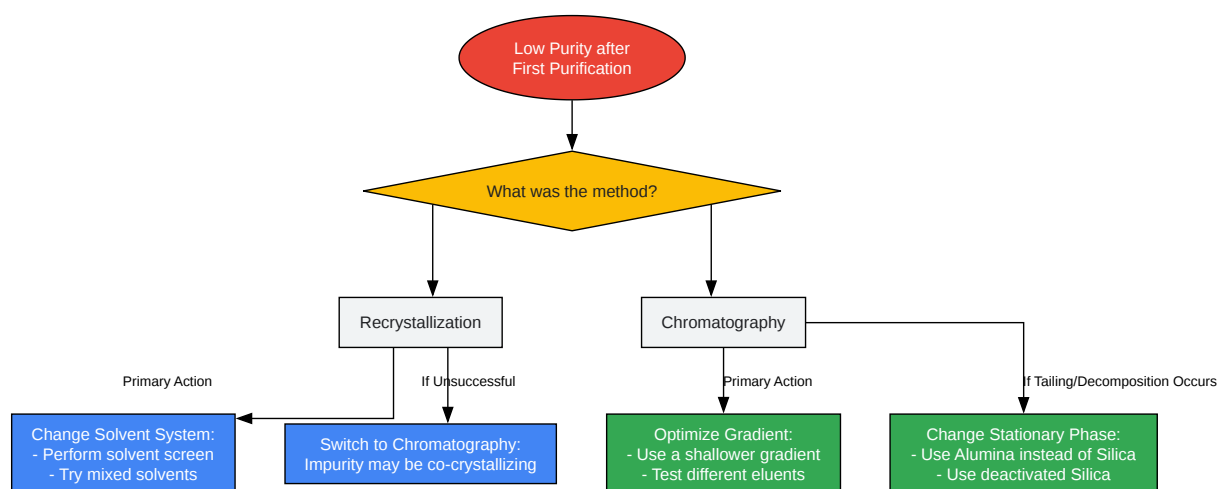 Low Purity after
First Purification
What was the method?
Recrystallization
Chromatography
Primary Action
If Unsuccessful
Primary Action
If Tailing/Decomposition Occurs
Change Solvent System:
- Perform solvent screen
- Try mixed solvents
Switch to Chromatography:
Impurity may be co-crystallizing
Optimize Gradient:
- Use a shallower gradient
- Test different eluents
Change Stationary Phase:
- Use Alumina instead of Silica
- Use deactivated Silica